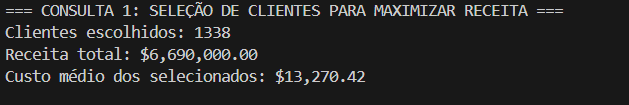 === CONSULTA 1: SELEÇÃO DE CLIENTES PARA MAXIMIZAR RECEITA ===
Clientes escolhidos: 1338
Receita total: $6,690,000.00
Custo médio dos selecionados: $13,270.42